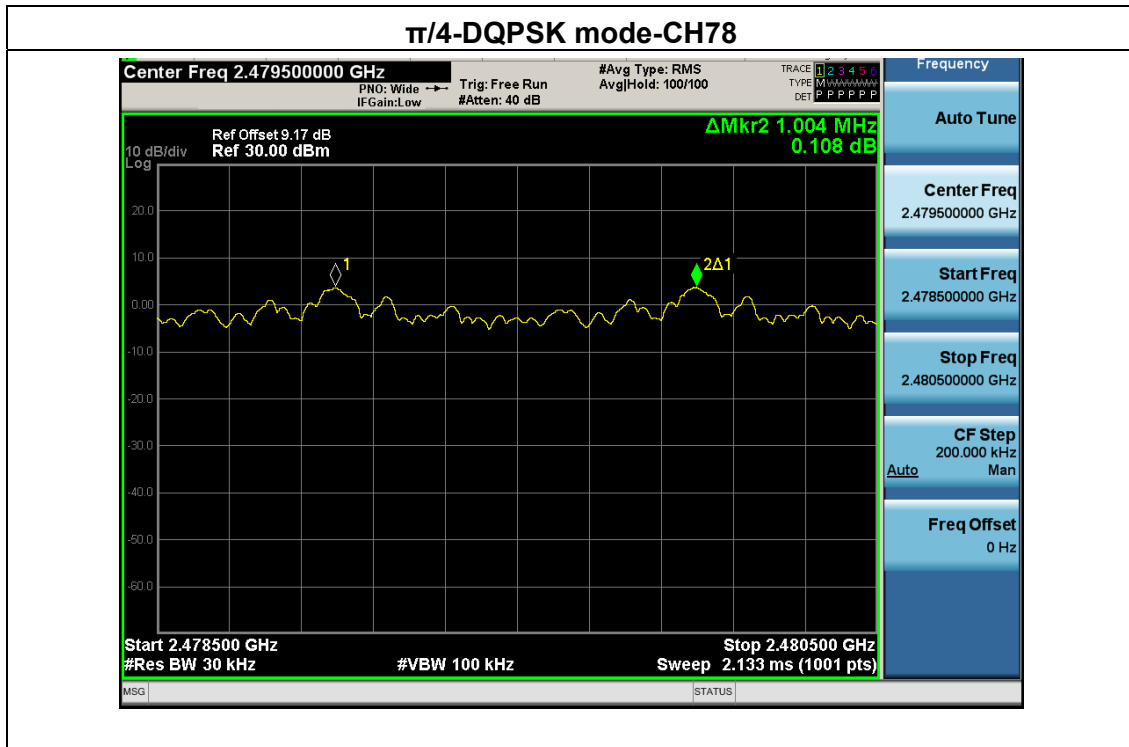 π/4-DQPSK mode-CH78
Center Freq 2.479500000 GHz
PNO: Wide
IFGain:Low
Trig: Free Run
#Atten: 40 dB
#Avg Type: RMS
Avg|Hold: 100/100
TRACE 1 2 3 4 5 6
TYPE MWWWWW
DET P P P P P P
Frequency
Auto Tune
Center Freq
2.479500000 GHz
Start Freq
2.478500000 GHz
Stop Freq
2.480500000 GHz
CF Step
200.000 kHz
Auto Man
Freq Offset
0 Hz
ΔMkr2 1.004 MHz
0.108 dB
Ref Offset 9.17 dB
10 dB/div Ref 30.00 dBm
Log
20.0
10.0
0.00
-10.0
-20.0
-30.0
-40.0
-50.0
-60.0
1
2Δ1
Start 2.478500 GHz
Stop 2.480500 GHz
#Res BW 30 kHz
#VBW 100 kHz
Sweep 2.133 ms (1001 pts)
MSG
STATUS